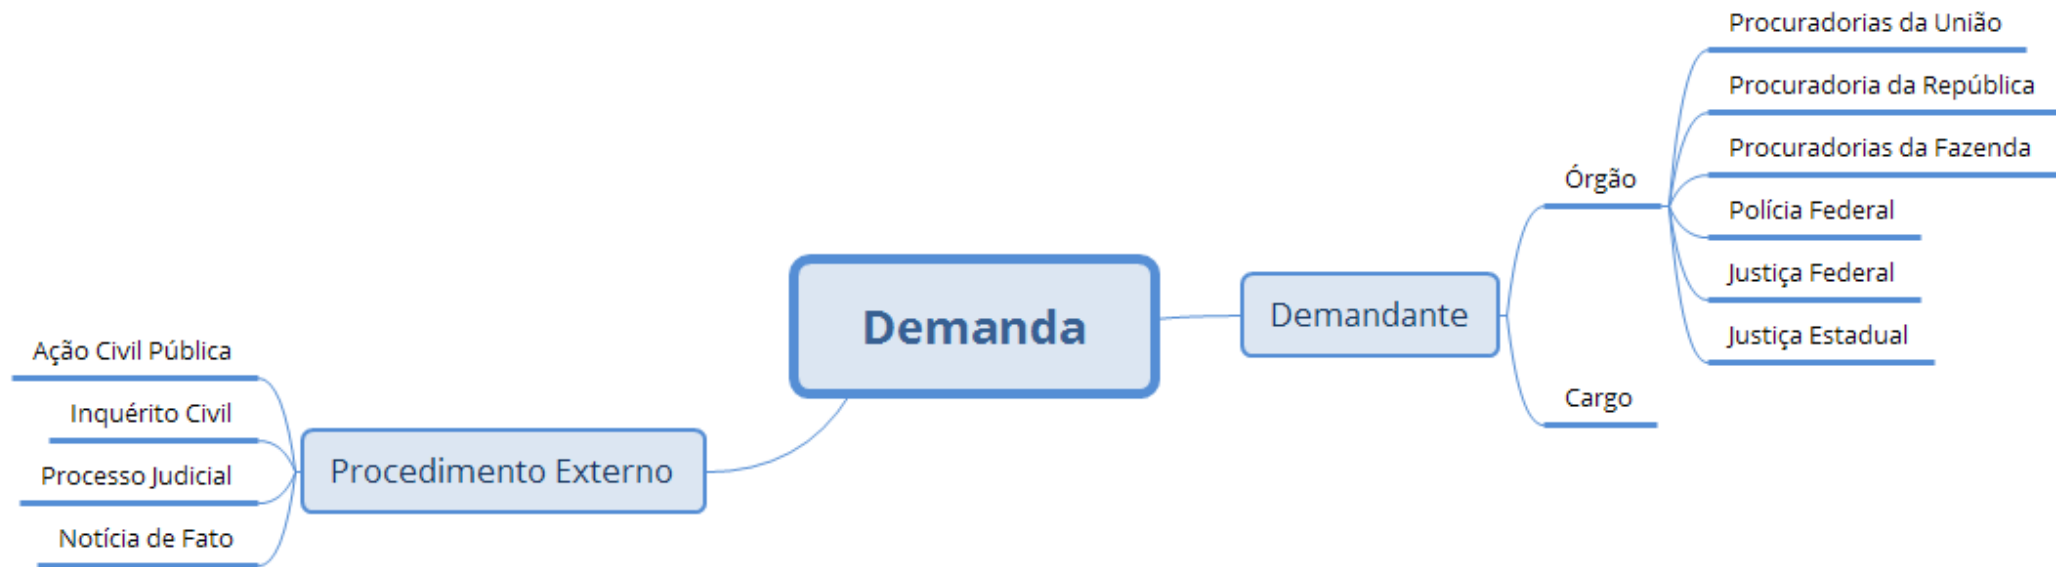 Demanda
Demandante
Órgão
Procuradorias da União
Procuradoria da República
Procuradorias da Fazenda
Polícia Federal
Justiça Federal
Justiça Estadual
Cargo
Procedimento Externo
Ação Civil Pública
Inquérito Civil
Processo Judicial
Notícia de Fato